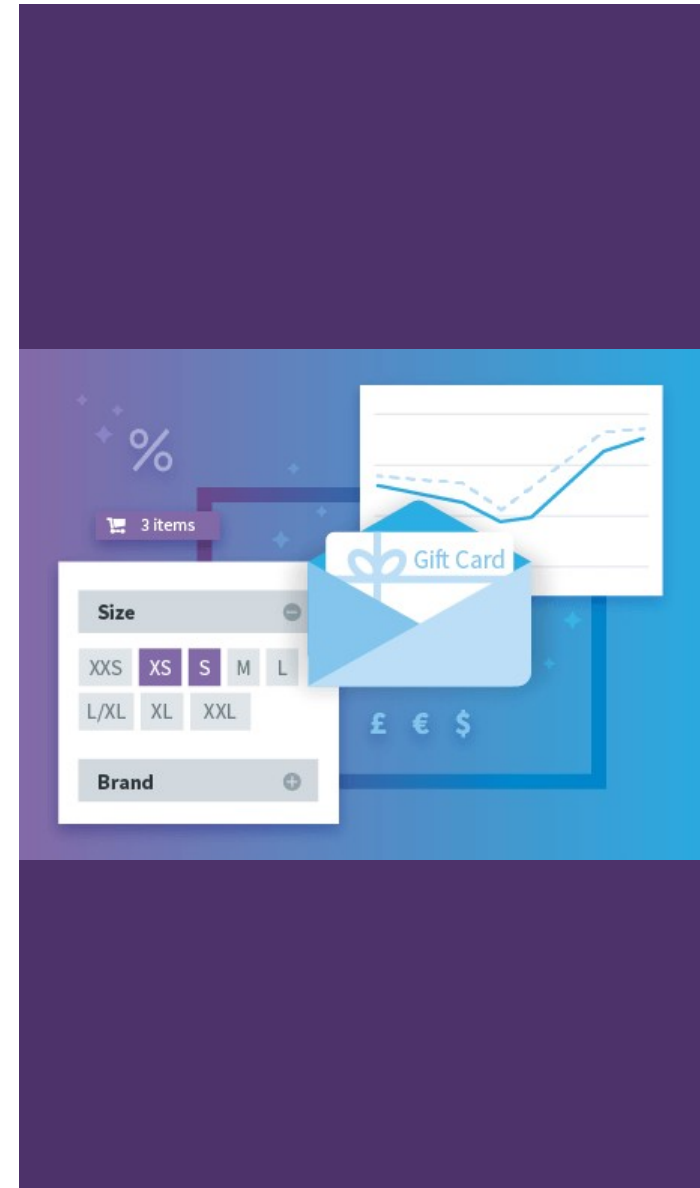 %
3 items
Gift Card
Size
XXS XS S M L
L/XL XL XXL
£ € $
Brand